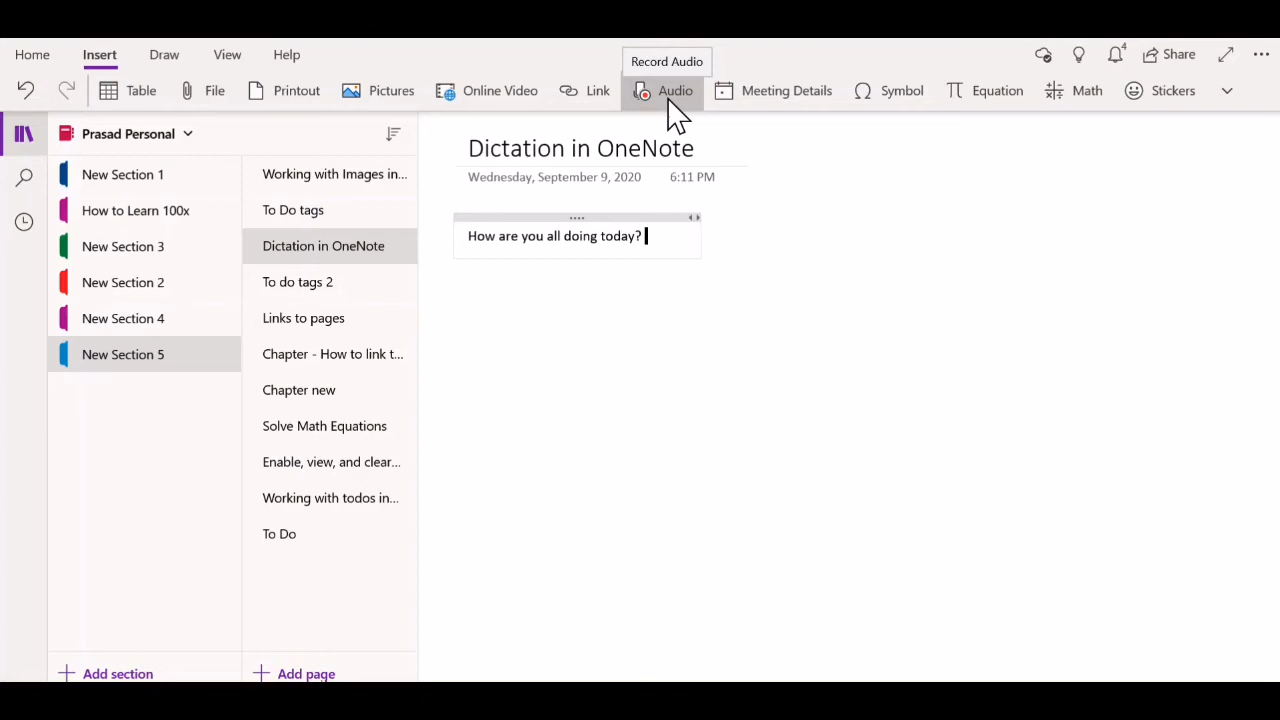 Home Insert Draw View Help
Record Audio
4 Share
Table File Printout Pictures Online Video Link Audio Meeting Details Symbol Equation Math Stickers
Prasad Personal
New Section 1
How to Learn 100x
New Section 3
New Section 2
New Section 4
New Section 5
Add section
Working with Images in...
To Do tags
Dictation in OneNote
To do tags 2
Links to pages
Chapter - How to link t...
Chapter new
Solve Math Equations
Enable, view, and clear...
Working with todos in...
To Do
Add page
Dictation in OneNote
Wednesday, September 9, 2020 6:11 PM
How are you all doing today?